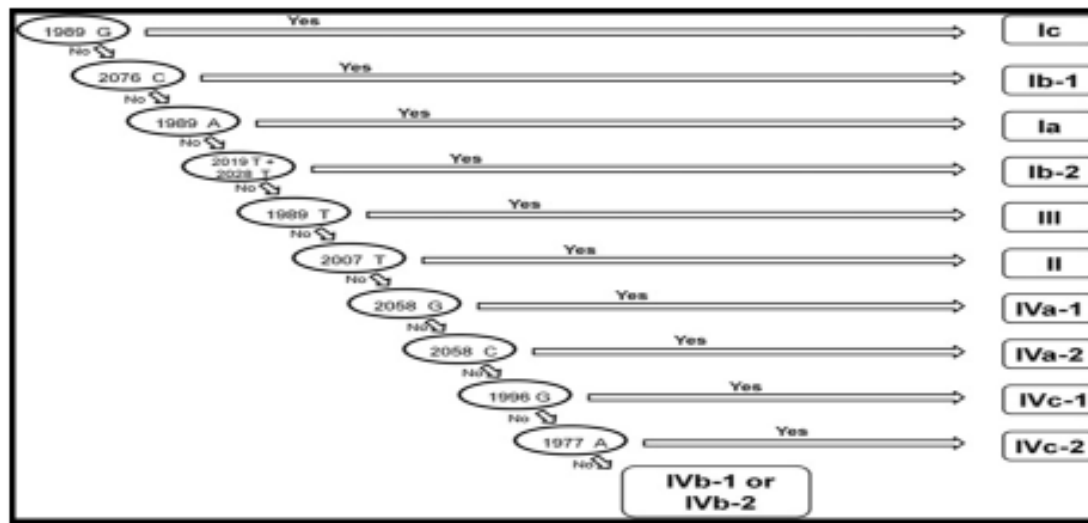 Yes
1989 G
Ic
No
Yes
2076 C
Ib-1
No
Yes
1989 A
Ia
No
Yes
2019 T +
2028 T
Ib-2
No
Yes
1989 T
III
No
Yes
2007 T
II
No
Yes
2058 G
IVa-1
No
Yes
2058 C
IVa-2
No
Yes
1996 G
IVc-1
No
Yes
1977 A
IVc-2
No
IVb-1 or
IVb-2